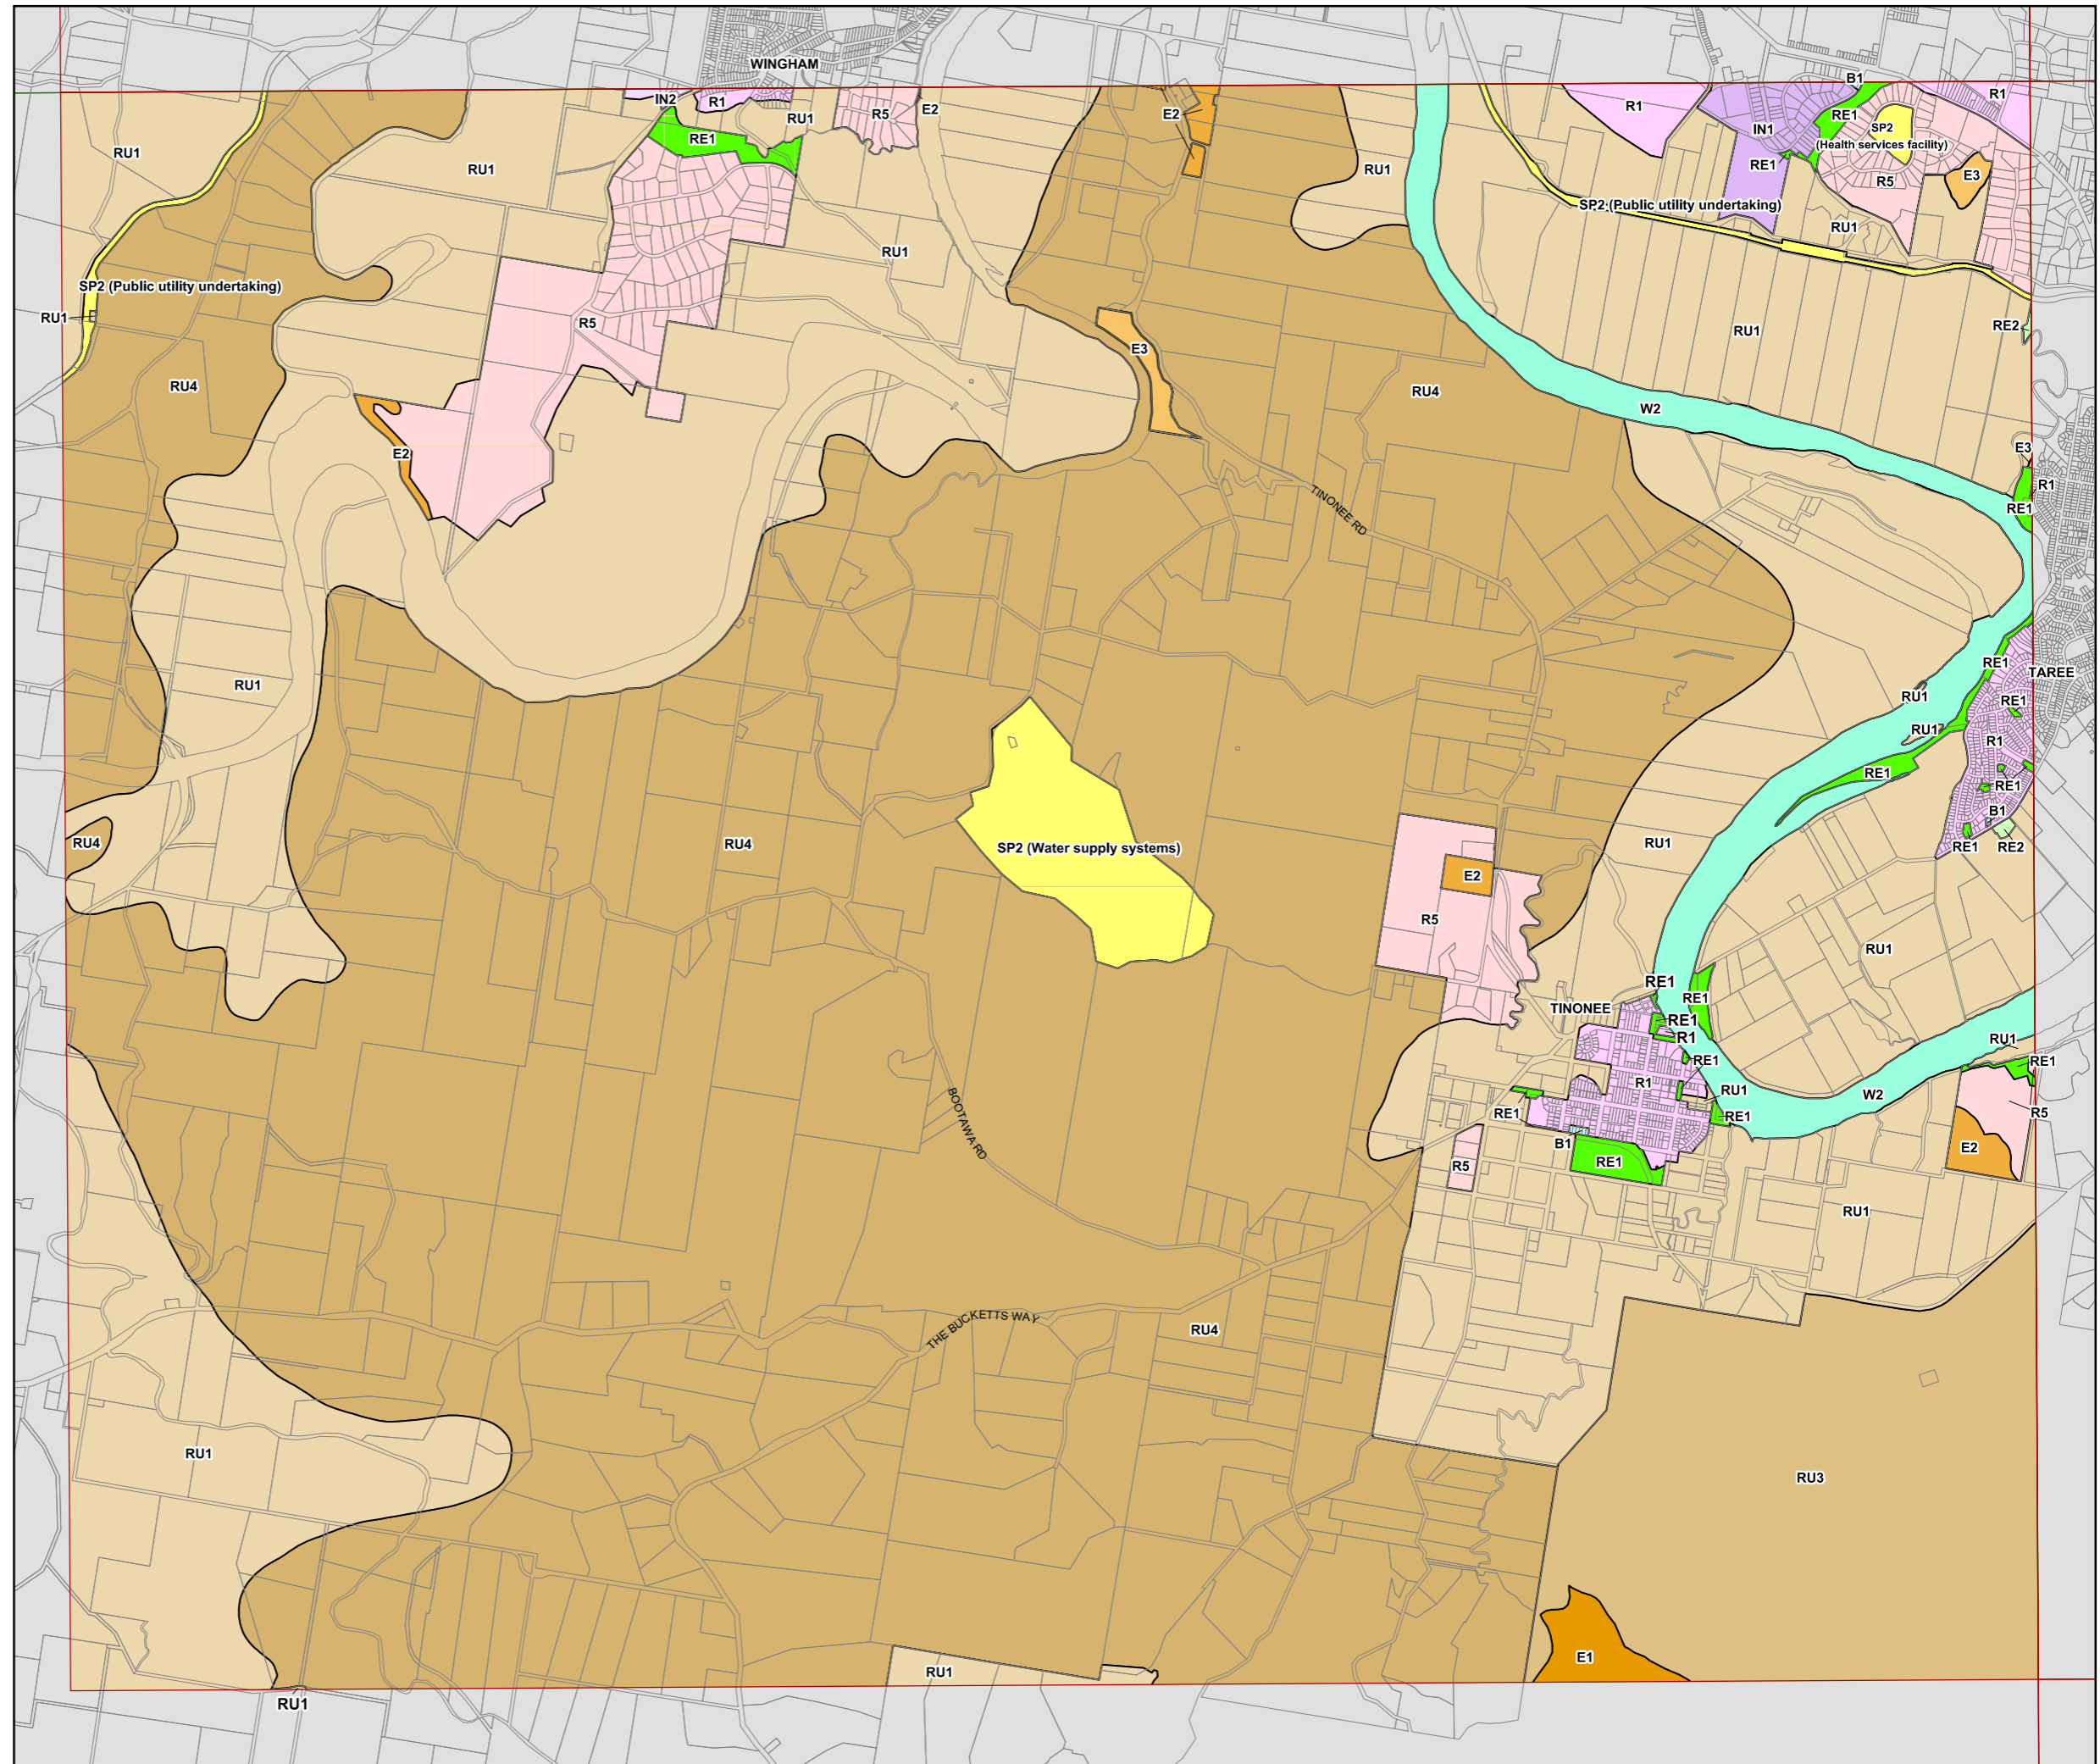 WINGHAM
B1
IN2
R1
RU1
R5
E2
E2
R1
R1
RE1
IN1
SP2
(Health services facility)
RE1
RU1
RU1
RU1
RE1
E3
R5
SP2 (Public utility undertaking)
RU1
RU1
SP2 (Public utility undertaking)
RU1
R5
RE2
RU1
E3
RU4
RU4
W2
E2
E3
R1
TINONEE RD
RE1
RE1
TAREE
RU1
RU1
RE1
RU1
R1
RE1
RE1
B1
RU4
RU4
SP2 (Water supply systems)
RU1
RE1
RE2
E2
R5
RU1
RE1
RE1
TINONEE
RE1
R1
RU1
RE1
RE1
R1
RU1
W2
BOOTAWA RD
RE1
RE1
R5
B1
RE1
E2
R5
RU1
THE BUCKETTS WAY
RU4
RU1
RU3
E1
RU1
RU1